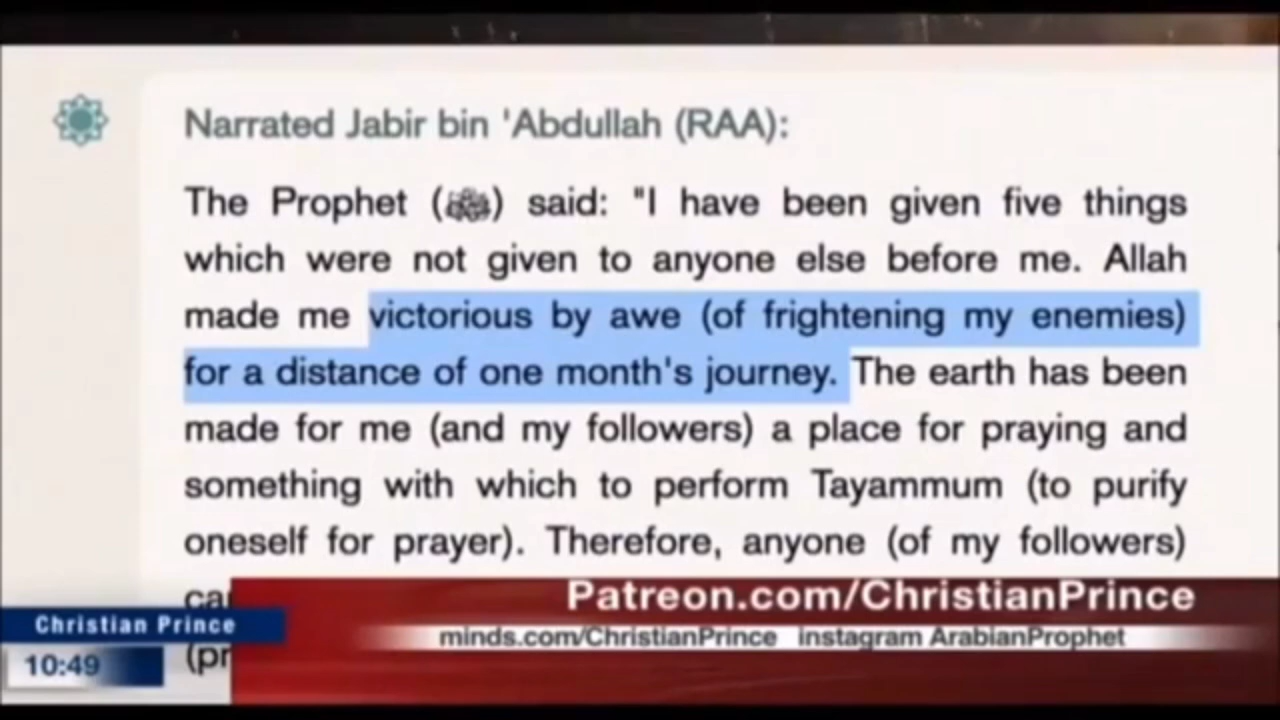 Narrated Jabir bin 'Abdullah (RAA):
The Prophet (ﷺ) said: "I have been given five things
which were not given to anyone else before me. Allah
made me victorious by awe (of frightening my enemies)
for a distance of one month's journey. The earth has been
made for me (and my followers) a place for praying and
something with which to perform Tayammum (to purify
oneself for prayer). Therefore, anyone (of my followers)
ca
(pr
Patreon.com/ChristianPrince
minds.com/ChristianPrince instagram ArabianProphet
Christian Prince
10:49